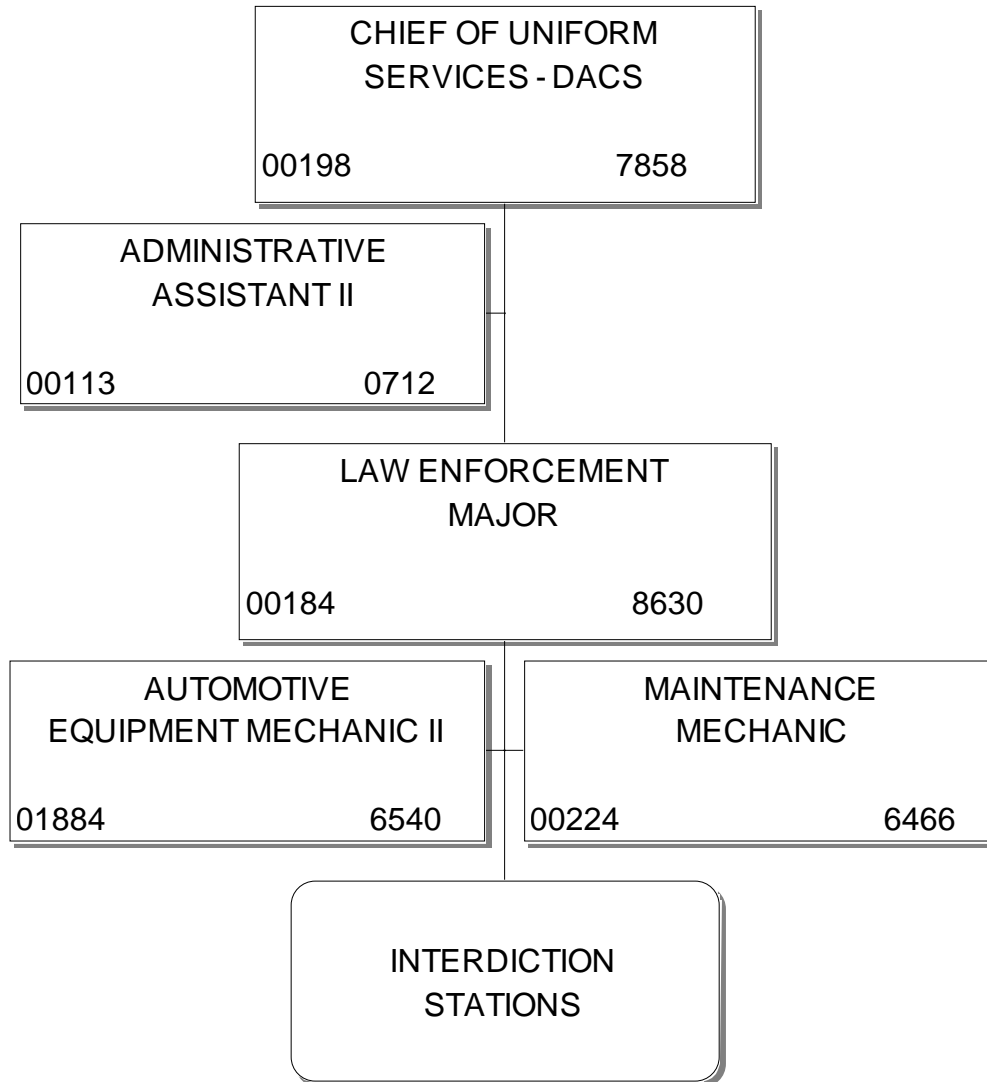 CHIEF OF UNIFORM
SERVICES - DACS
00198 7858
ADMINISTRATIVE
ASSISTANT II
00113 0712
LAW ENFORCEMENT
MAJOR
00184 8630
AUTOMOTIVE
EQUIPMENT MECHANIC II
01884 6540
MAINTENANCE
MECHANIC
00224 6466
INTERDICTION
STATIONS